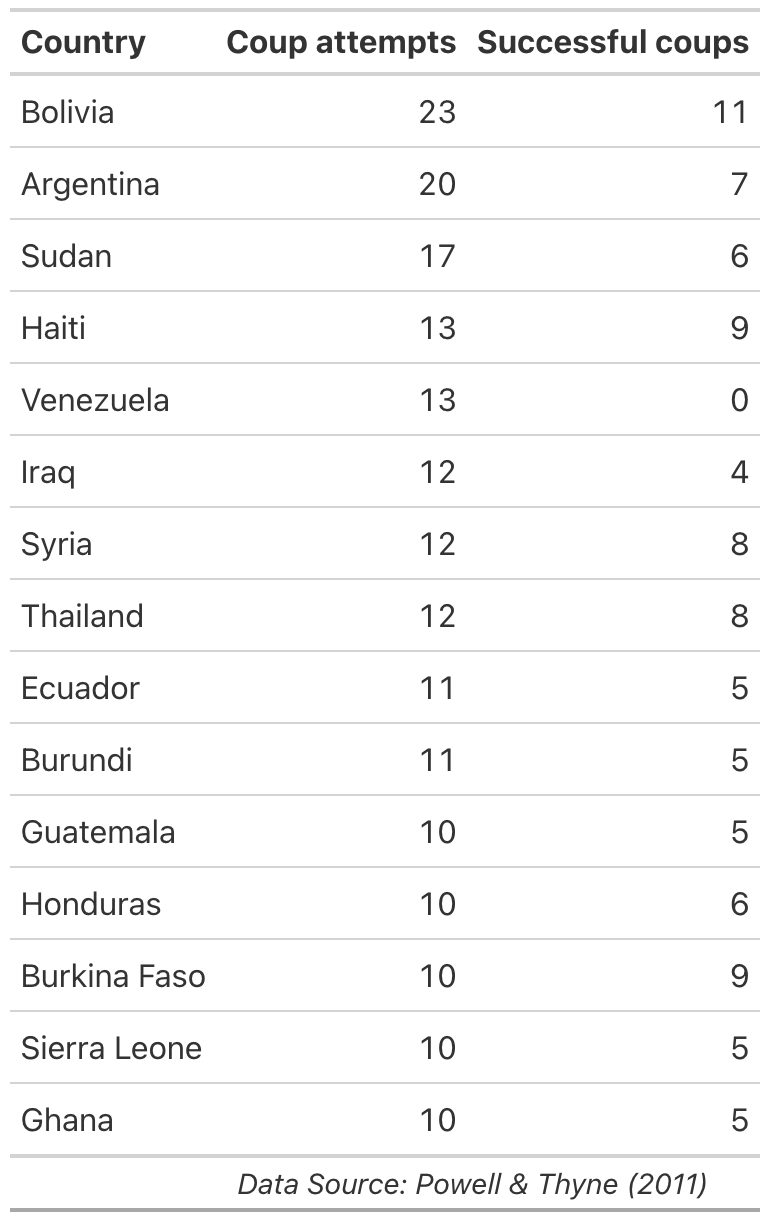 Country Coup attempts Successful coups
Bolivia 23 11
Argentina 20 7
Sudan 17 6
Haiti 13 9
Venezuela 13 0
Iraq 12 4
Syria 12 8
Thailand 12 8
Ecuador 11 5
Burundi 11 5
Guatemala 10 5
Honduras 10 6
Burkina Faso 10 9
Sierra Leone 10 5
Ghana 10 5
Data Source: Powell & Thyne (2011)